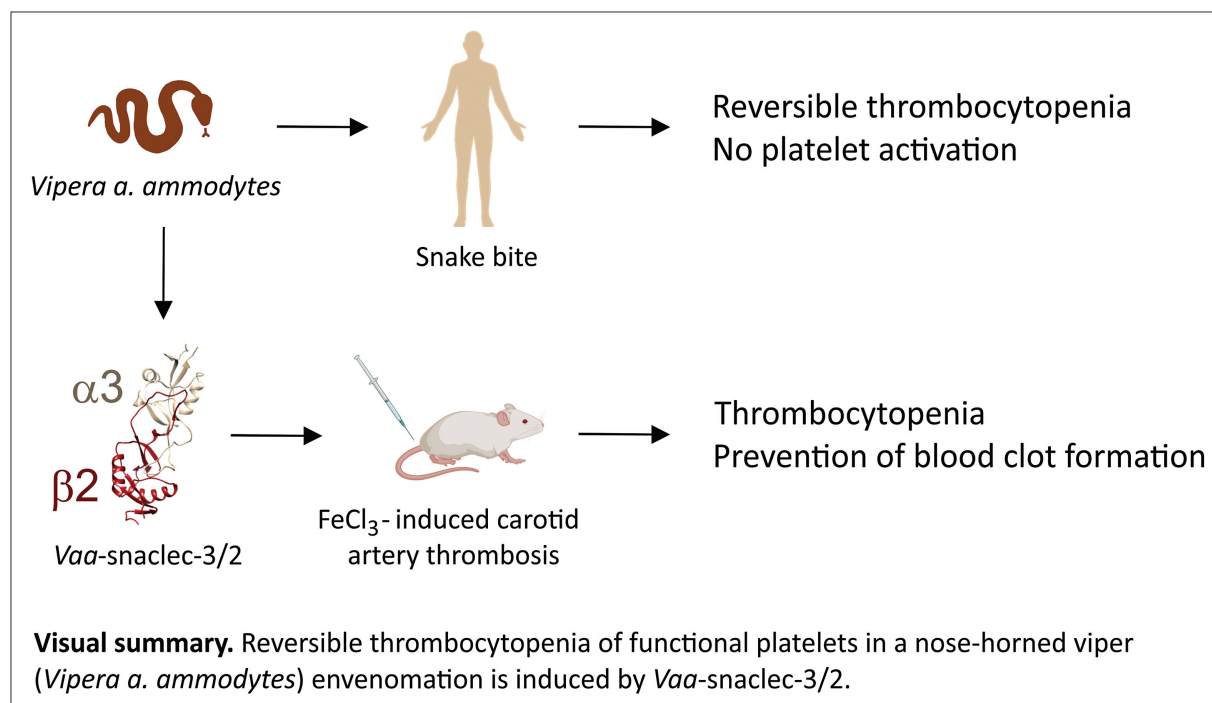 Vipera a. ammodytes
Snake bite
Reversible thrombocytopenia
No platelet activation
α3
β2
Vaa-snaclec-3/2
FeCl₃- induced carotid
artery thrombosis
Thrombocytopenia
Prevention of blood clot formation
Visual summary. Reversible thrombocytopenia of functional platelets in a nose-horned viper
(Vipera a. ammodytes) envenomation is induced by Vaa-snaclec-3/2.